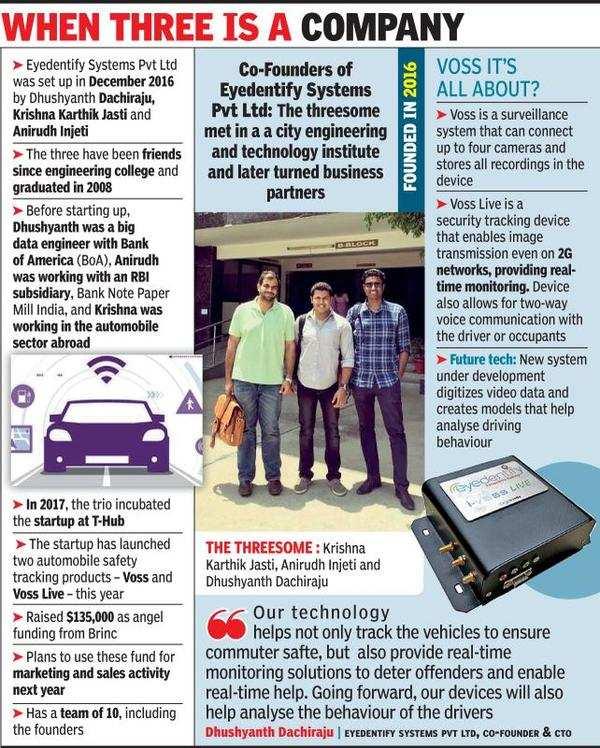 WHEN THREE IS A COMPANY
➤ Eyedentify Systems Pvt Ltd
was set up in December 2016
by Dhushyanth Dachiraju,
Krishna Karthik Jasti and
Anirudh Injeti
➤ The three have been friends
since engineering college and
graduated in 2008
➤ Before starting up,
Dhushyanth was a big
data engineer with Bank
of America (BoA), Anirudh
was working with an RBI
subsidiary, Bank Note Paper
Mill India, and Krishna was
working in the automobile
sector abroad
➤ In 2017, the trio incubated
the startup at T-Hub
➤ The startup has launched
two automobile safety
tracking products – Voss and
Voss Live – this year
➤ Raised $135,000 as angel
funding from Brinc
➤ Plans to use these fund for
marketing and sales activity
next year
➤ Has a team of 10, including
the founders
Co-Founders of
Eyedentify Systems
Pvt Ltd: The threesome
met in a a city engineering
and technology institute
and later turned business
partners
FOUNDED IN 2016
B-BLOCK
THE THREESOME : Krishna
Karthik Jasti, Anirudh Injeti and
Dhushyanth Dachiraju
VOSS IT'S
ALL ABOUT?
➤ Voss is a surveillance
system that can connect
up to four cameras and
stores all recordings in the
device
➤ Voss Live is a
security tracking device
that enables image
transmission even on 2G
networks, providing real-
time monitoring. Device
also allows for two-way
voice communication with
the driver or occupants
➤ Future tech: New system
under development
digitizes video data and
creates models that help
analyse driving
behaviour
eyedentify
LIVE
Our technology
helps not only track the vehicles to ensure
commuter safte, but also provide real-time
monitoring solutions to deter offenders and enable
real-time help. Going forward, our devices will also
help analyse the behaviour of the drivers
Dhushyanth Dachiraju | EYEDENTIFY SYSTEMS PVT LTD, CO-FOUNDER & CTO